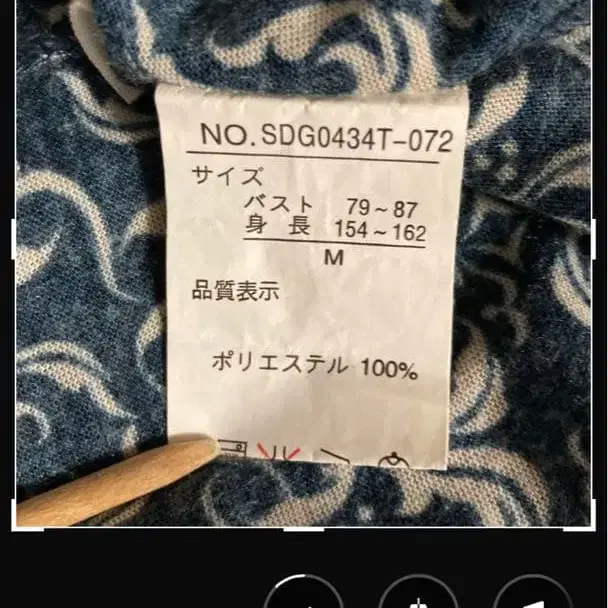 NO.SDG0434T-072
サイズ
バスト 79~87
身長 154~162
M
品質表示
ポリエステル 100%